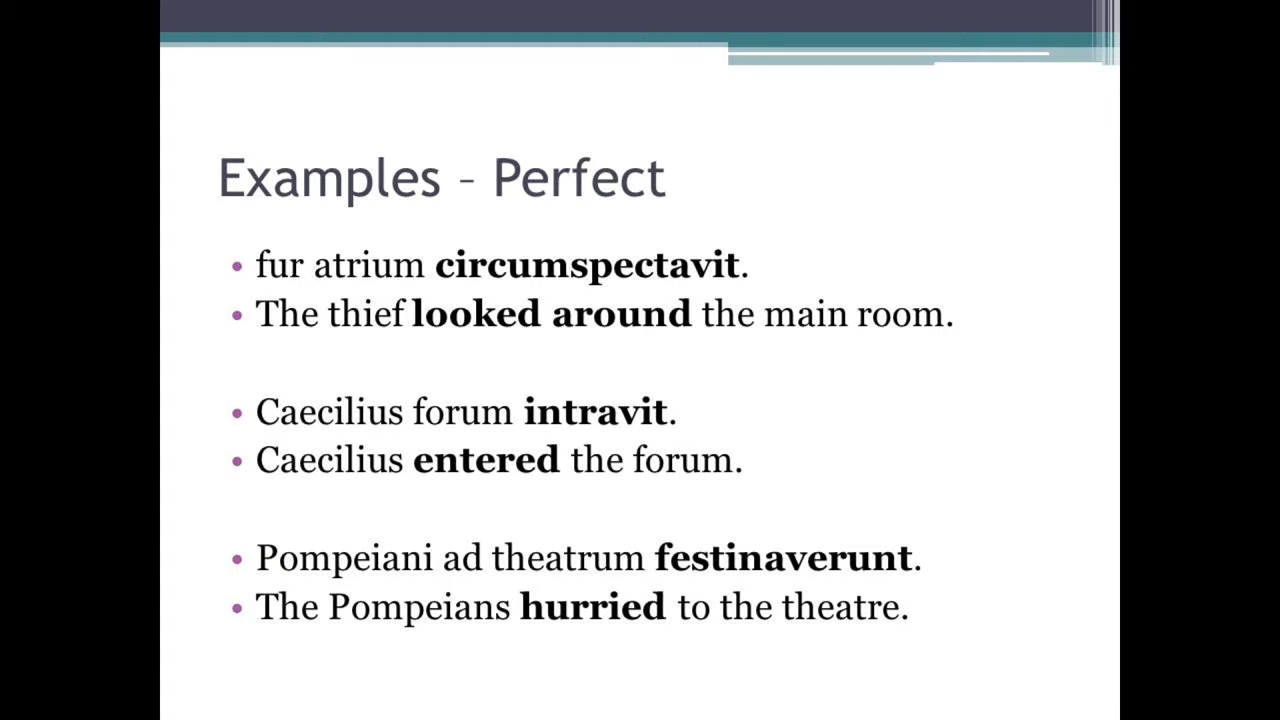 Examples – Perfect
• fur atrium circumspectavit.
• The thief looked around the main room.
• Caecilius forum intravit.
• Caecilius entered the forum.
• Pompeiani ad theatrum festinaverunt.
• The Pompeians hurried to the theatre.